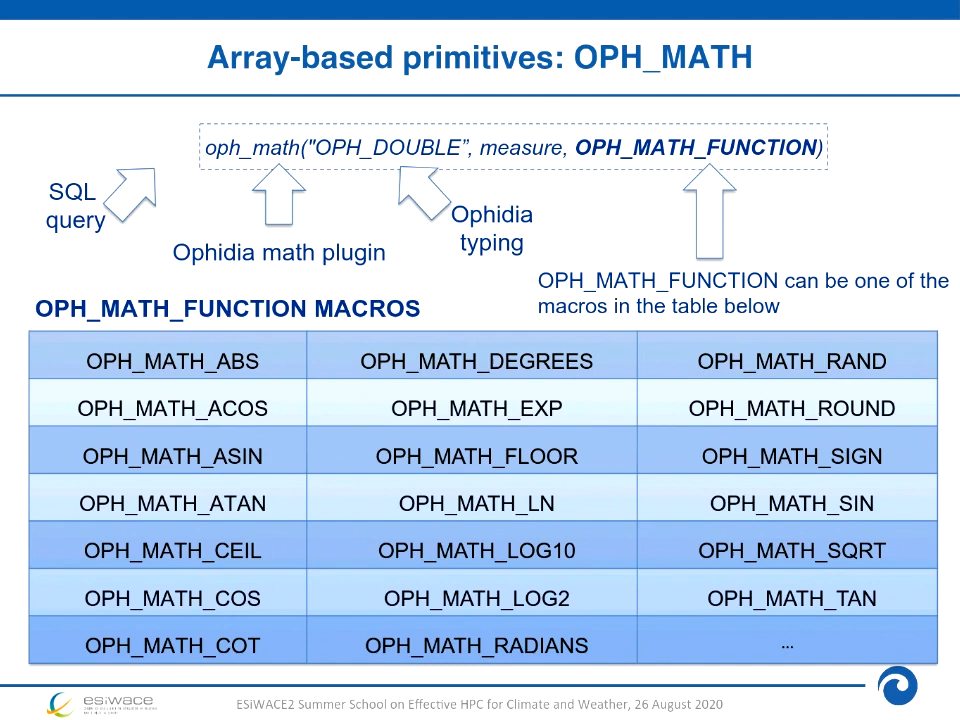 Array-based primitives: OPH_MATH
oph_math("OPH_DOUBLE”, measure, OPH_MATH_FUNCTION)
SQL
query
Ophidia math plugin
Ophidia
typing
OPH_MATH_FUNCTION can be one of the
macros in the table below
OPH_MATH_FUNCTION MACROS
OPH_MATH_ABS OPH_MATH_DEGREES OPH_MATH_RAND
OPH_MATH_ACOS OPH_MATH_EXP OPH_MATH_ROUND
OPH_MATH_ASIN OPH_MATH_FLOOR OPH_MATH_SIGN
OPH_MATH_ATAN OPH_MATH_LN OPH_MATH_SIN
OPH_MATH_CEIL OPH_MATH_LOG10 OPH_MATH_SQRT
OPH_MATH_COS OPH_MATH_LOG2 OPH_MATH_TAN
OPH_MATH_COT OPH_MATH_RADIANS ...
esiwace
ESiWACE2 Summer School on Effective HPC for Climate and Weather, 26 August 2020